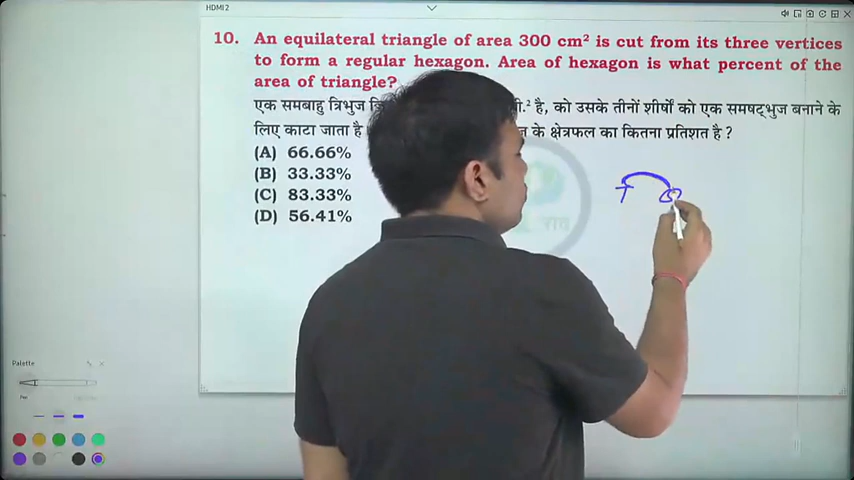 HDMI 2
10. An equilateral triangle of area 300 cm² is cut from its three vertices
to form a regular hexagon. Area of hexagon is what percent of the
area of triangle?
एक समबाहु त्रिभुज जि ी.² है, को उसके तीनों शीर्षों को एक समषट्भुज बनाने के
लिए काटा जाता है के क्षेत्रफल का कितना प्रतिशत है ?
(A) 66.66%
(B) 33.33%
(C) 83.33%
(D) 56.41%
T
Palette
Pen